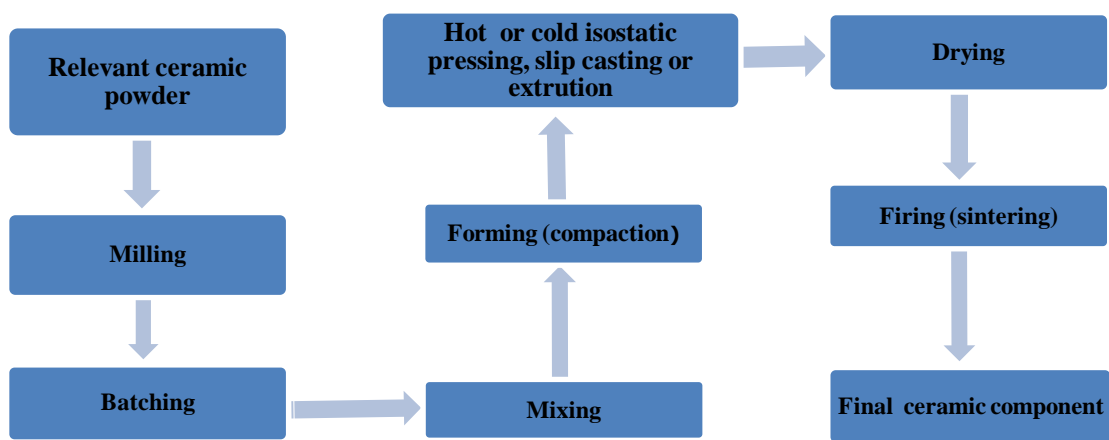 Relevant ceramic
powder
Milling
Batching
Mixing
Forming (compaction)
Hot or cold isostatic
pressing, slip casting or
extrution
Drying
Firing (sintering)
Final ceramic component